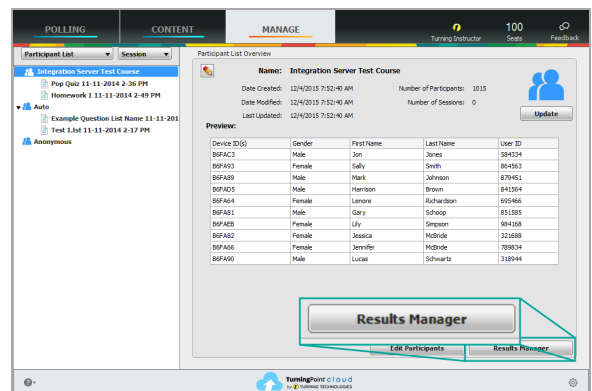 POLLING CONTENT MANAGE Turning Instructor 100 Seats Feedback
Participant List Session Participant List Overview
Integration Server Test Course
Pop Quiz 11-11-2014 2-36 PM
Homework 1 11-11-2014 2-49 PM
Auto
Example Question List Name 11-11-201
Test 1.tst 11-11-2014 2-17 PM
Anonymous
Name: Integration Server Test Course
Date Created: 12/4/2015 7:52:40 AM Number of Participants: 1015
Date Modified: 12/4/2015 7:52:40 AM Number of Sessions: 0
Last Updated: 12/4/2015 7:52:40 AM
Update
Preview:
Device ID(s) Gender First Name Last Name User ID
B6FAC3 Male Jon Jones 584334
B6FA93 Female Sally Smith 864563
B6FA89 Male Mark Johnson 879451
B6FAD5 Male Harrison Brown 841564
B6FA64 Female Lenore Richardson 695466
B6FA81 Male Gary Schoop 851585
B6FAEB Female Lily Simpson 984168
B6FA82 Female Jessica McBride 321688
B6FA66 Female Jennifer McBride 789834
B6FA90 Male Lucas Schwartz 318944
Results Manager
Edit Participants Results Manager
TurningPoint cloud
by TURNING TECHNOLOGIES